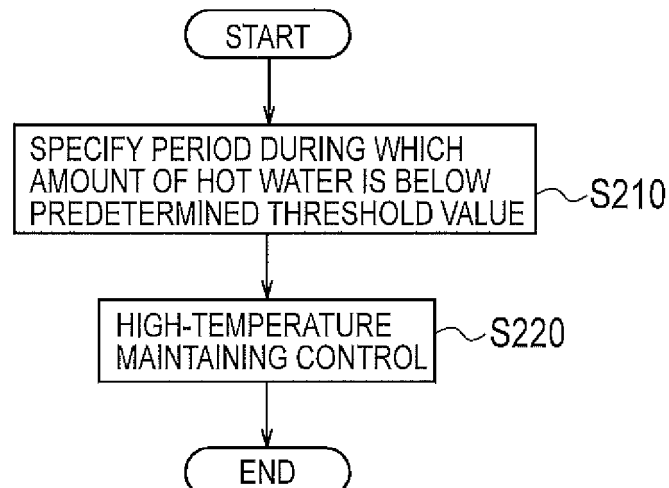 START
SPECIFY PERIOD DURING WHICH
AMOUNT OF HOT WATER IS BELOW
PREDETERMINED THRESHOLD VALUE
S210
HIGH-TEMPERATURE
MAINTAINING CONTROL
S220
END